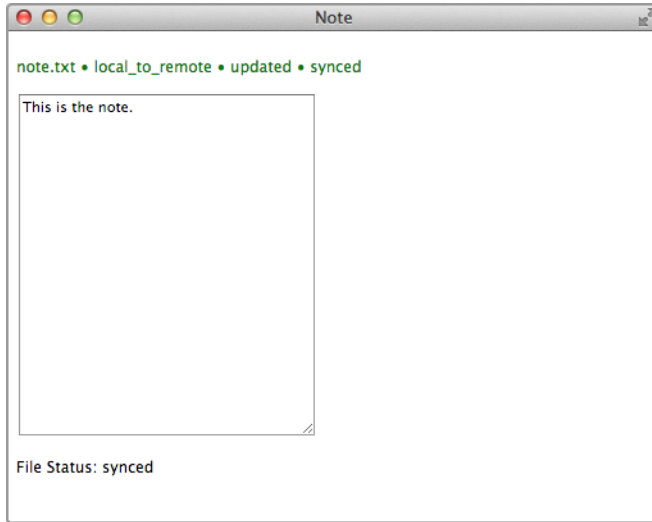 Note
note.txt • local_to_remote • updated • synced
This is the note.
File Status: synced